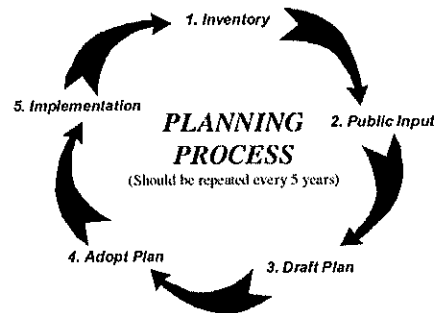 1. Inventory
2. Public Input
3. Draft Plan
4. Adopt Plan
5. Implementation
PLANNING
PROCESS
(Should be repeated every 5 years)